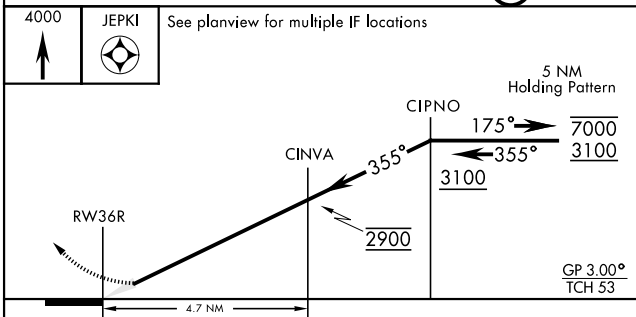 4000
JEPKI
See planview for multiple IF locations
5 NM
Holding Pattern
CIPNO
175°
7000
3100
355°
CINVA
355°
3100
RW36R
2900
GP 3.00°
TCH 53
4.7 NM